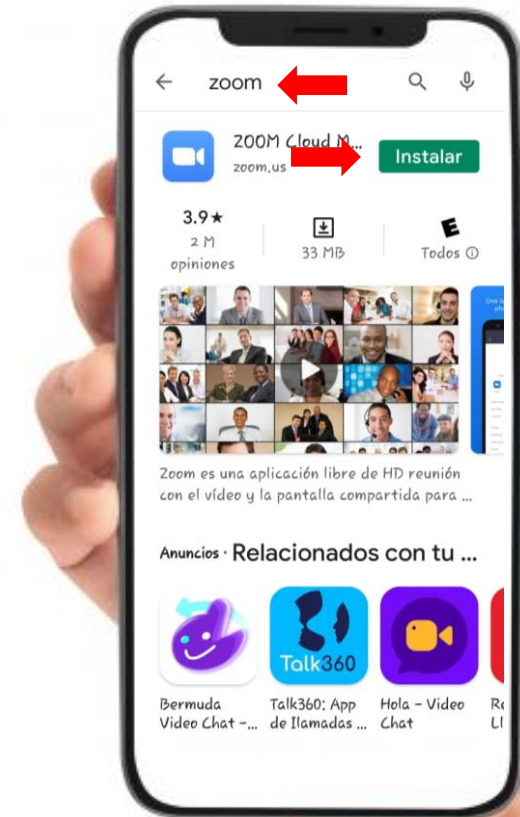 zoom
ZOOM Cloud M...
zoom.us
Instalar
3.9★
2 M
opiniones
33 MB
E
Todos
Zoom es una aplicación libre de HD reunión
con el vídeo y la pantalla compartida para ...
Anuncios · Relacionados con tu ...
Talk360
Bermuda
Video Chat –...
Talk360: App
de llamadas ...
Hola – Video
Chat